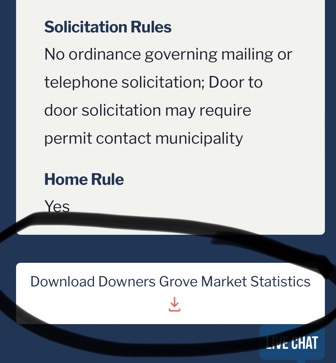 Solicitation Rules
No ordinance governing mailing or
telephone solicitation; Door to
door solicitation may require
permit contact municipality
Home Rule
Yes
Download Downers Grove Market Statistics
LIVE CHAT